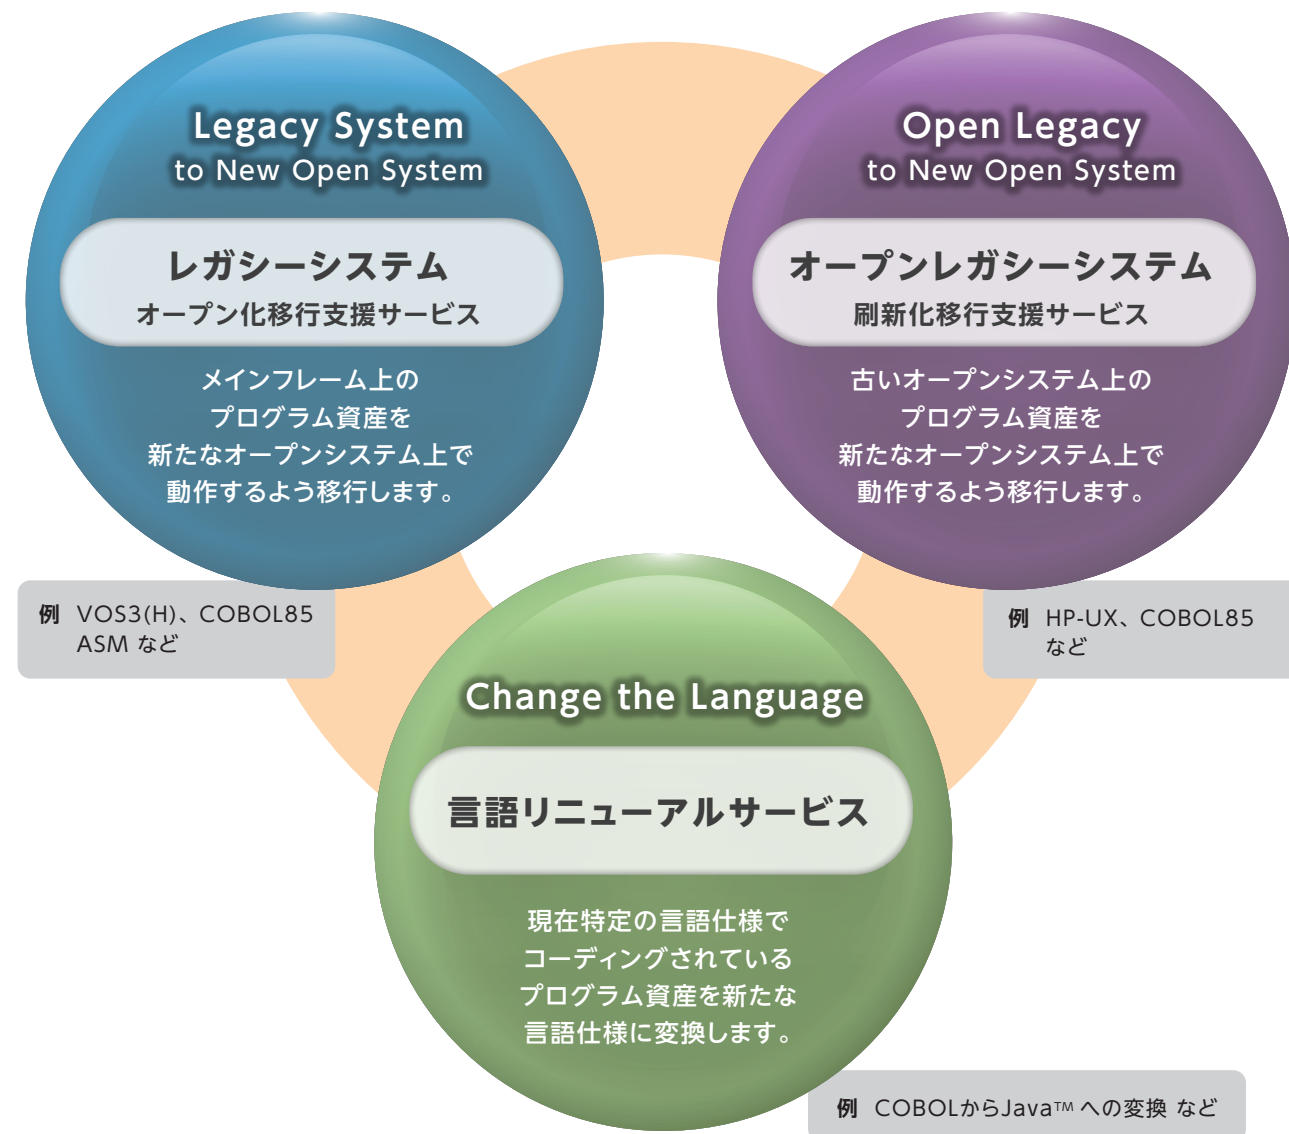 Legacy System
to New Open System
レガシーシステム
オープン化移行支援サービス
メインフレーム上の
プログラム資産を
新たなオープンシステム上で
動作するよう移行します。
例 VOS3(H)、COBOL85
ASM など
Open Legacy
to New Open System
オープンレガシーシステム
刷新化移行支援サービス
古いオープンシステム上の
プログラム資産を
新たなオープンシステム上で
動作するよう移行します。
例 HP-UX、COBOL85
など
Change the Language
言語リニューアルサービス
現在特定の言語仕様で
コーディングされている
プログラム資産を新たな
言語仕様に変換します。
例 COBOLからJava™ への変換 など